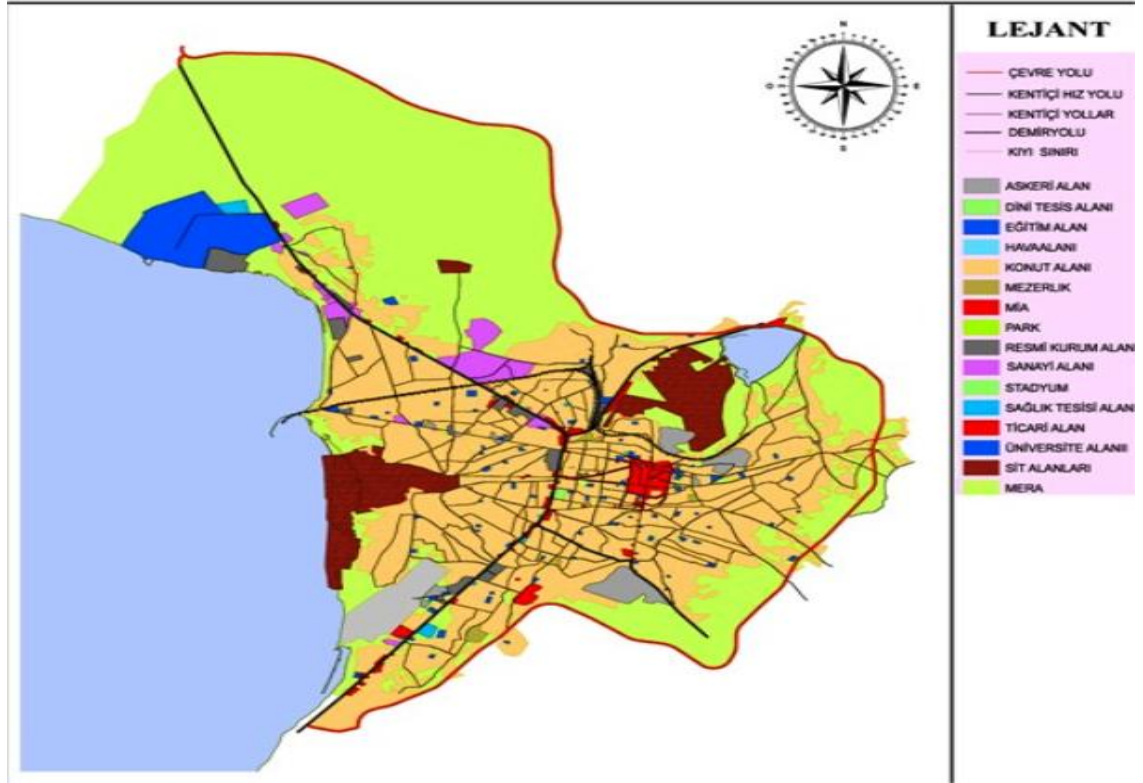 LEJANT
N
ÇEVRE YOLU
KENTİÇİ HIZ YOLU
KENTİÇİ YOLLAR
DEMİRYOLU
KIYI SINIRI
ASKERİ ALAN
DİNİ TESİS ALANI
EĞİTİM ALAN
HAVAALANI
KONUT ALANI
MEZERLIK
MİA
PARK
RESMİ KURUM ALAN
SANAYİ ALANI
STADYUM
SAĞLIK TESİSİ ALAN
TİCARİ ALAN
ÜNİVERSİTE ALANII
SİT ALANLARI
MERA
S